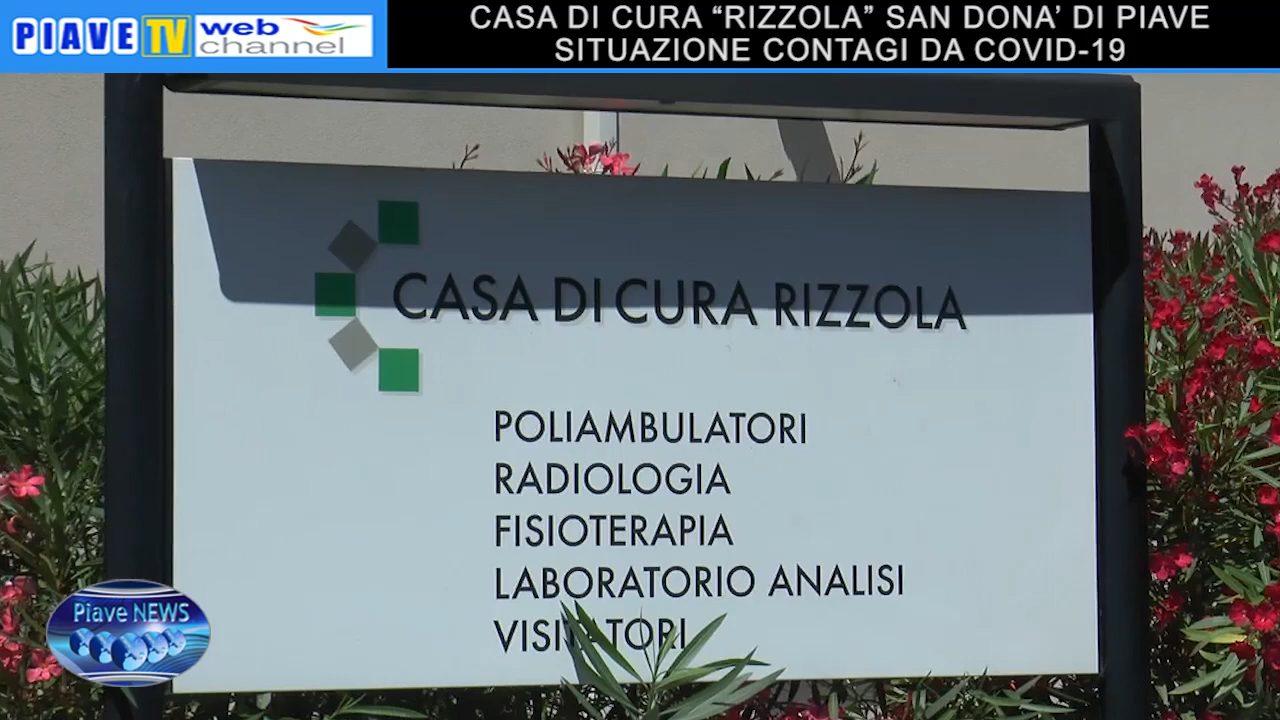 PIAVE TV web channel
CASA DI CURA “RIZZOLA” SAN DONA’ DI PIAVE
SITUAZIONE CONTAGI DA COVID-19
CASA DI CURA RIZZOLA
POLIAMBULATORI
RADIOLOGIA
FISIOTERAPIA
LABORATORIO ANALISI
VISITATORI
Piave NEWS